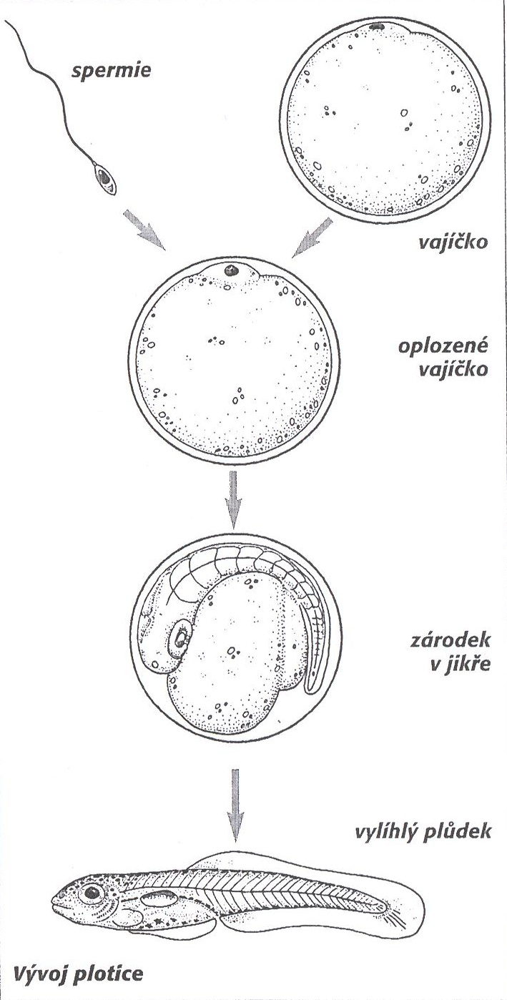 spermie
vajíčko
oplozené
vajíčko
zárodek
v jikře
vylíhlý plůdek
Vývoj plotice